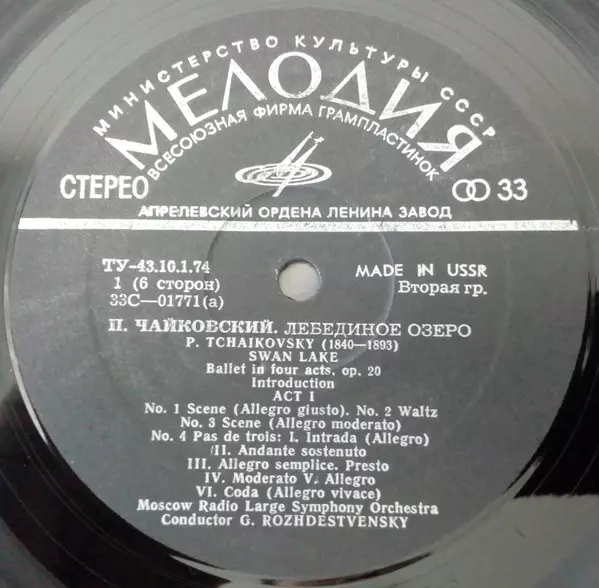 МИНИСТЕРСТВО КУЛЬТУРЫ СССР
МЕЛОДИЯ
ВСЕСОЮЗНАЯ ФИРМА ГРАМПЛАСТИНОК
СТЕРЕО 33
АПРЕЛЕВСКИЙ ОРДЕНА ЛЕНИНА ЗАВОД
ТУ-43.10.1.74 MADE IN USSR
1 (6 сторон) Вторая гр.
33С—01771(а)
П. ЧАЙКОВСКИЙ. ЛЕБЕДИНОЕ ОЗЕРО
P. TCHAIKOVSKY (1840—1893)
SWAN LAKE
Ballet in four acts, op. 20
Introduction
ACT I
No. 1 Scene (Allegro giusto). No. 2 Waltz
No. 3 Scene (Allegro moderato)
No. 4 Pas de trois: I. Intrada (Allegro)
II. Andante sostenuto
III. Allegro semplice. Presto
IV. Moderato V. Allegro
VI. Coda (Allegro vivace)
Moscow Radio Large Symphony Orchestra
Conductor G. ROZHDESTVENSKY